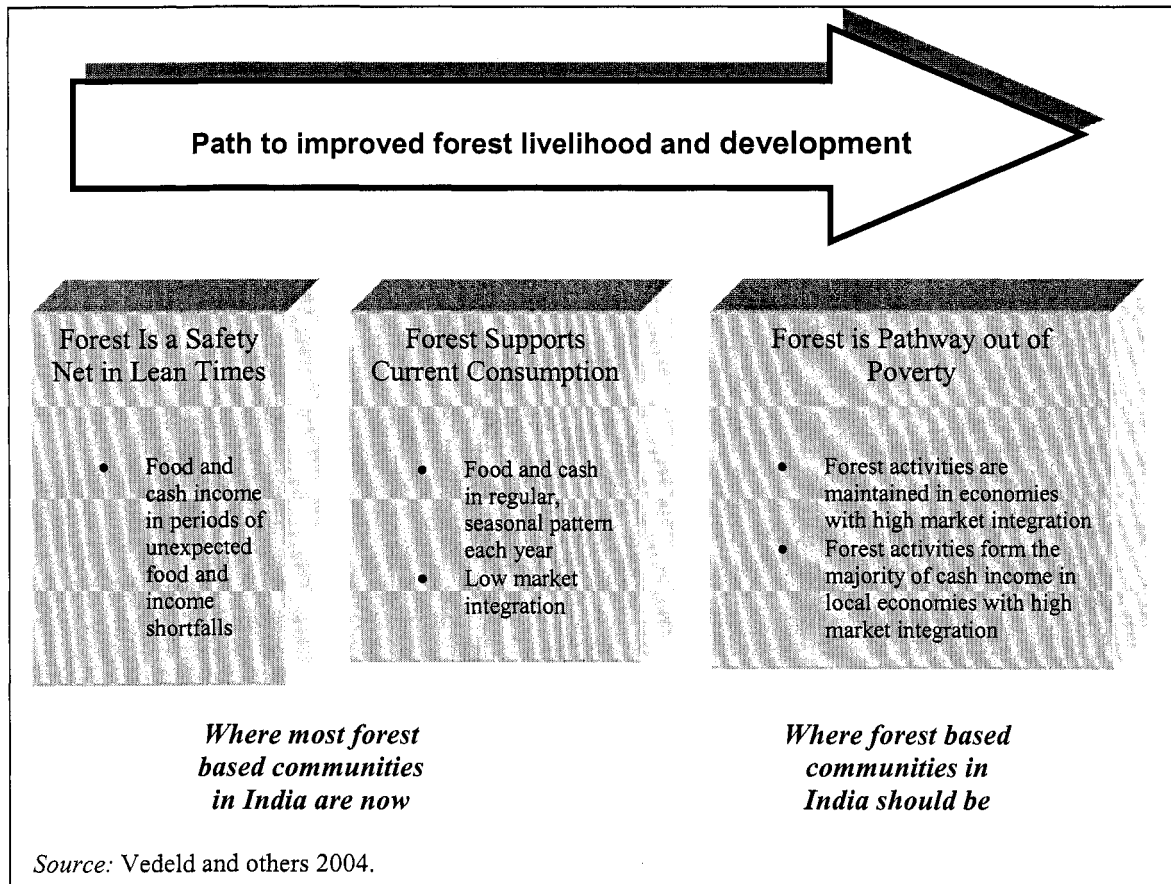 Path to improved forest livelihood and development
Forest Is a Safety
Net in Lean Times
• Food and
cash income
in periods of
unexpected
food and
income
shortfalls
Forest Supports
Current Consumption
• Food and cash
in regular,
seasonal pattern
each year
• Low market
integration
Forest is Pathway out of
Poverty
• Forest activities are
maintained in economies
with high market integration
• Forest activities form the
majority of cash income in
local economies with high
market integration
Where most forest
based communities
in India are now
Where forest based
communities in
India should be
Source: Vedeld and others 2004.